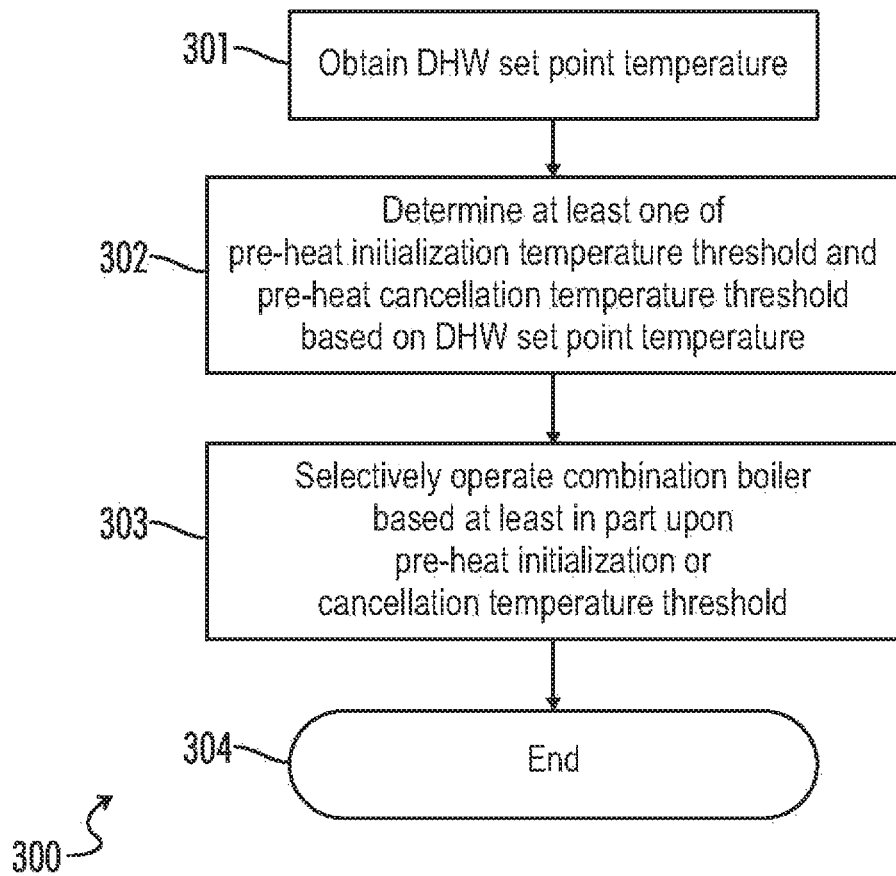 301
Obtain DHW set point temperature
302
Determine at least one of
pre-heat initialization temperature threshold and
pre-heat cancellation temperature threshold
based on DHW set point temperature
303
Selectively operate combination boiler
based at least in part upon
pre-heat initialization or
cancellation temperature threshold
304
End
300